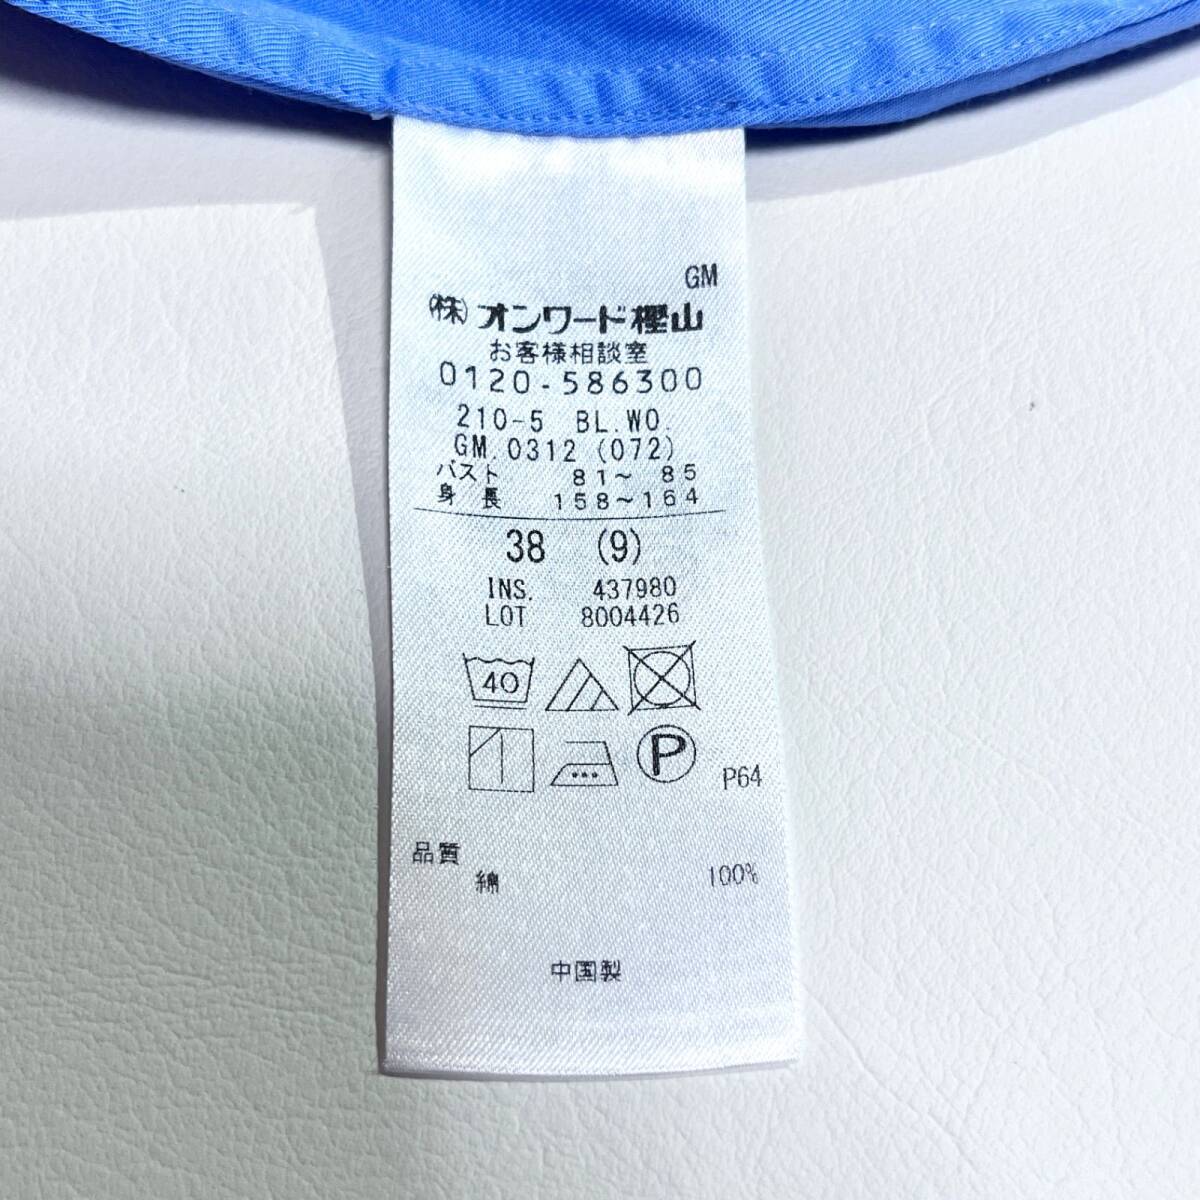 GM
(株)オンワード樫山
お客様相談室
0120-586300
210-5 BL.WO.
GM.0312(072)
バスト 81~ 85
身長 158~164
38 (9)
INS. 437980
LOT 8004426
40
P P64
品質
綿 100%
中国製